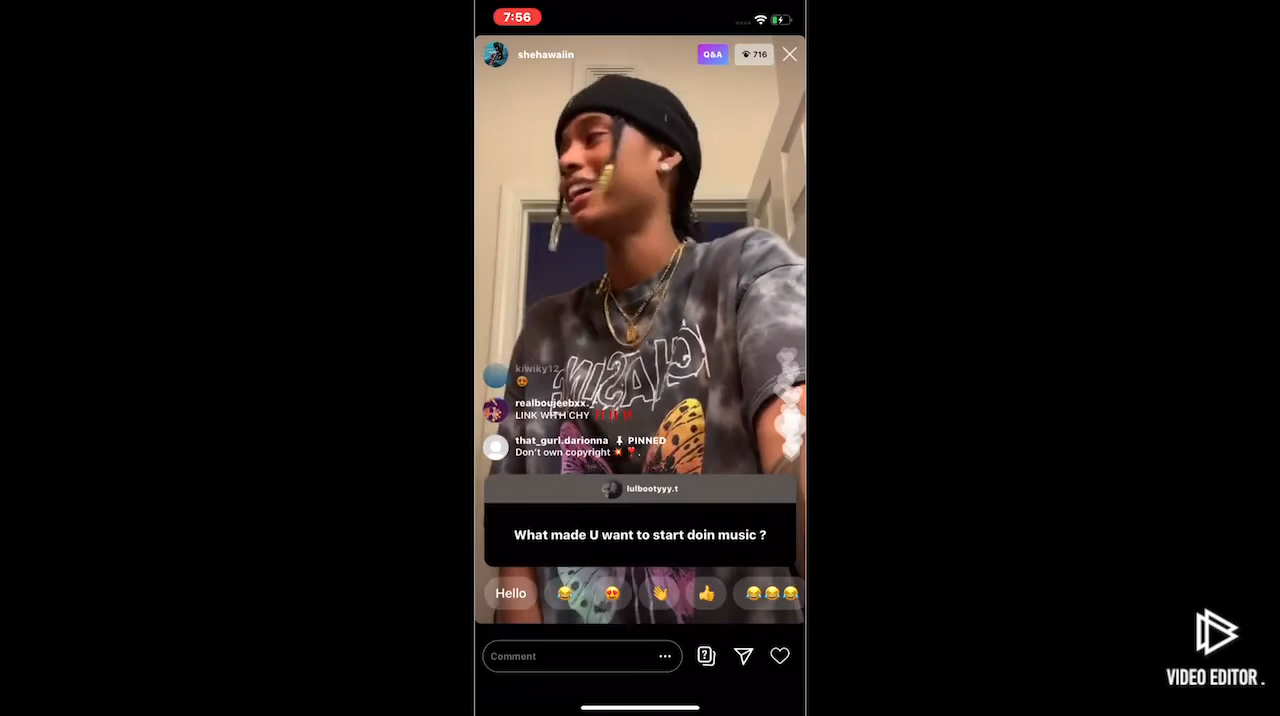 7:56
shehawaiin
Q&A
716
kiwiky12
realboujeebxx._
LINK WITH CHY ‼️‼️‼️
that_gurl.darionna 📌 PINNED
Don't own copyright 💥❣️.
lulbootyyy.t
What made U want to start doin music ?
Hello
Comment
VIDEO EDITOR .